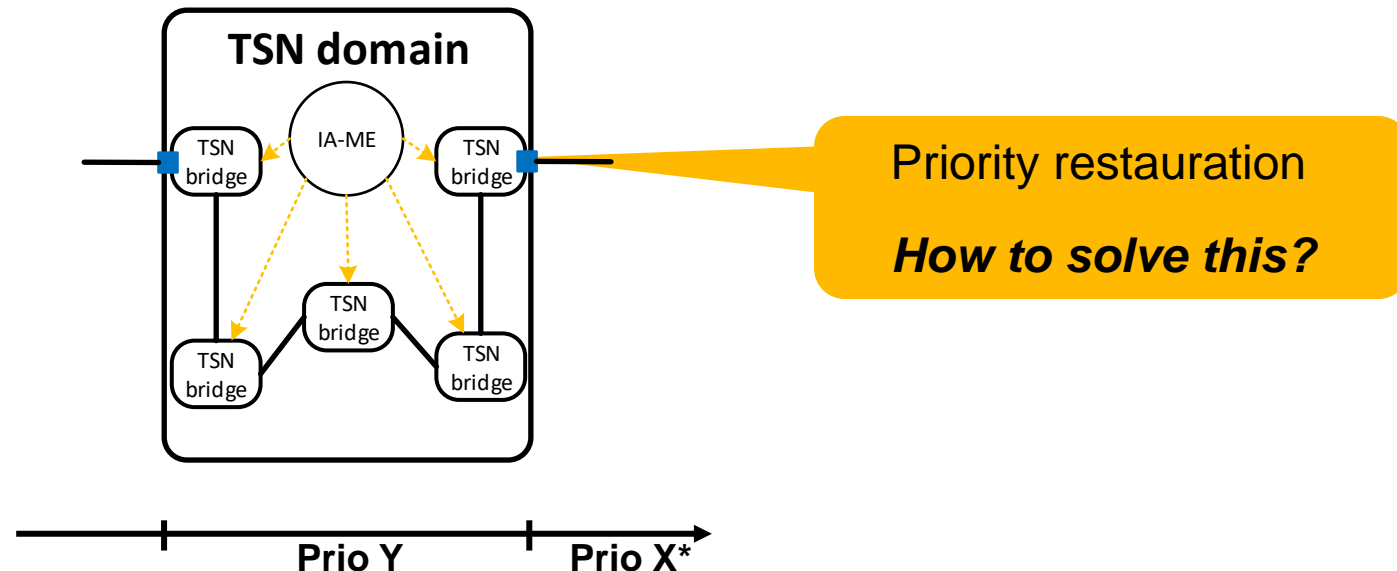 TSN domain
IA-ME
TSN
bridge
TSN
bridge
TSN
bridge
TSN
bridge
TSN
bridge
Priority restauration
How to solve this?
Prio Y
Prio X*